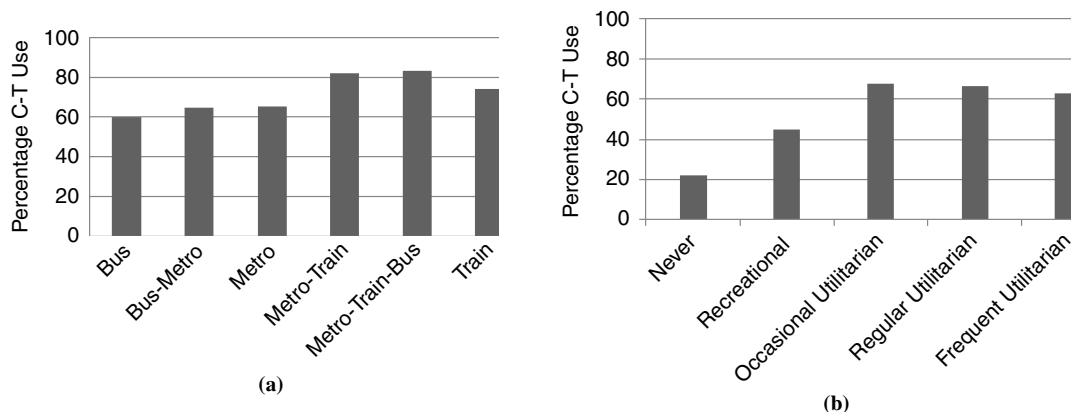 Percentage C-T Use
100
80
60
40
20
0
Bus
Bus-Metro
Metro
Metro-Train
Metro-Train-Bus
Train
(a)
Percentage C-T Use
100
80
60
40
20
0
Never
Recreational
Occasional Utilitarian
Regular Utilitarian
Frequent Utilitarian
(b)